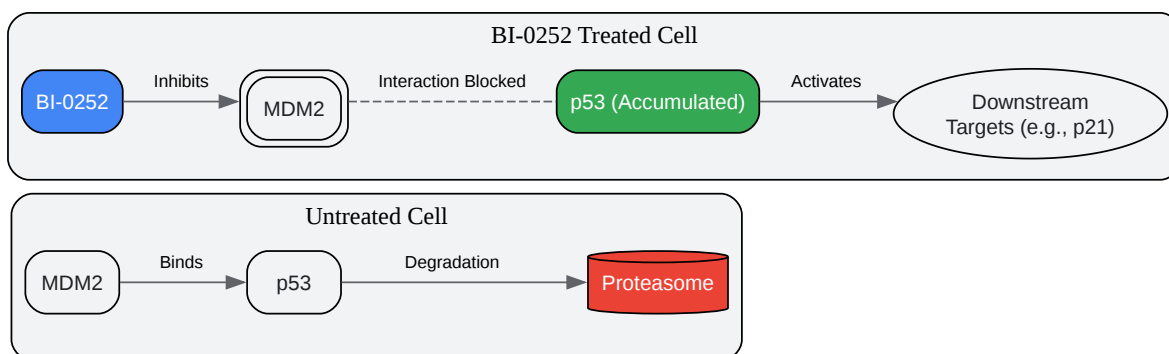 BI-0252 Treated Cell
BI-0252
Inhibits
MDM2
Interaction Blocked
p53 (Accumulated)
Activates
Downstream
Targets (e.g., p21)
Untreated Cell
MDM2
Binds
p53
Degradation
Proteasome